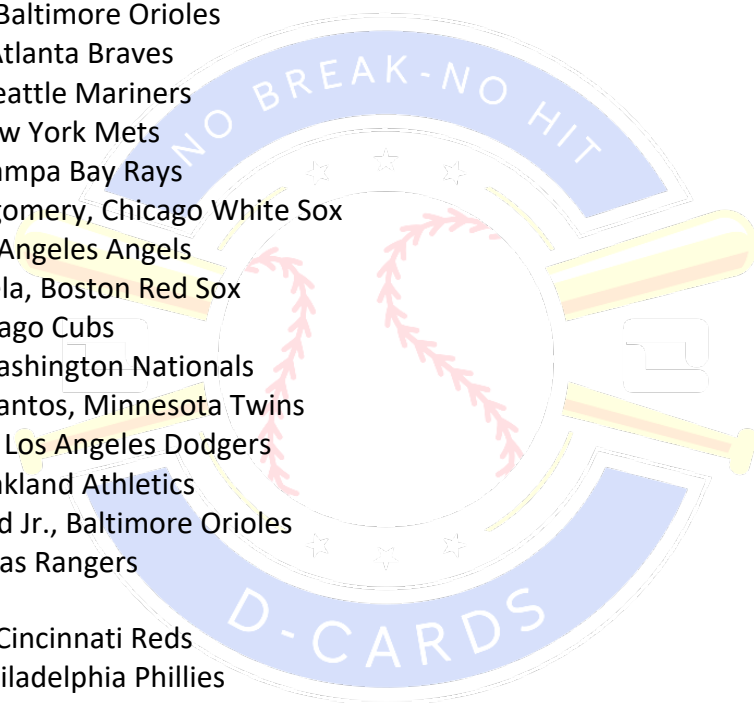 Baltimore Orioles
Atlanta Braves
eattle Mariners
w York Mets
ampa Bay Rays
gomery, Chicago White Sox
Angeles Angels
la, Boston Red Sox
ago Cubs
ashington Nationals
antos, Minnesota Twins
Los Angeles Dodgers
kland Athletics
d Jr., Baltimore Orioles
as Rangers
Cincinnati Reds
iladelphia Phillies
NO BREAK-NO HIT
D-CARDS